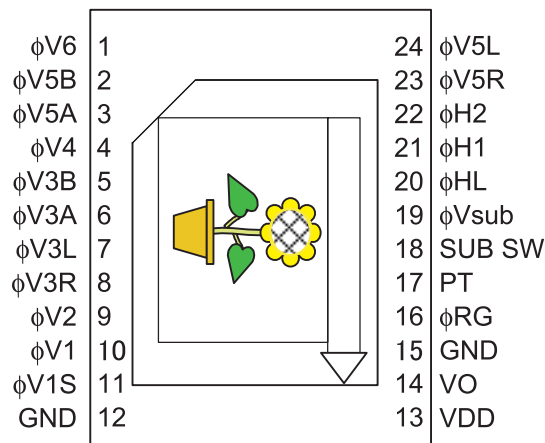 φV6 1 24 φV5L
φV5B 2 23 φV5R
φV5A 3 22 φH2
φV4 4 21 φH1
φV3B 5 20 φHL
φV3A 6 19 φVsub
φV3L 7 18 SUB SW
φV3R 8 17 PT
φV2 9 16 φRG
φV1 10 15 GND
φV1S 11 14 VO
GND 12 13 VDD